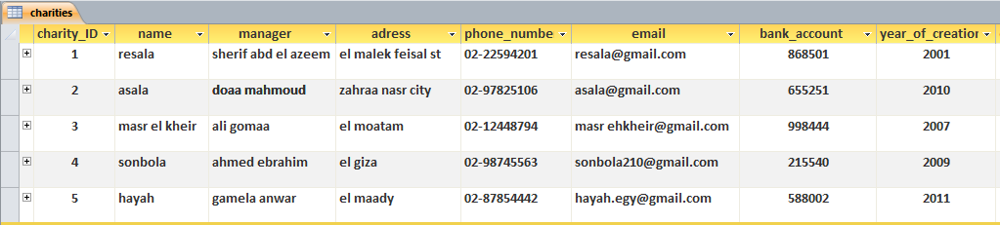 charities
charity_ID name manager adress phone_numbe email bank_account year_of_creation
1 resala sherif abd el azeem el malek feisal st 02-22594201 resala@gmail.com 868501 2001
2 asala doaa mahmoud zahraa nasr city 02-97825106 asala@gmail.com 655251 2010
3 masr el kheir ali gomaa el moatam 02-12448794 masr ehkheir@gmail.com 998444 2007
4 sonbola ahmed ebrahim el giza 02-98745563 sonbola210@gmail.com 215540 2009
5 hayah gamela anwar el maady 02-87854442 hayah.egy@gmail.com 588002 2011